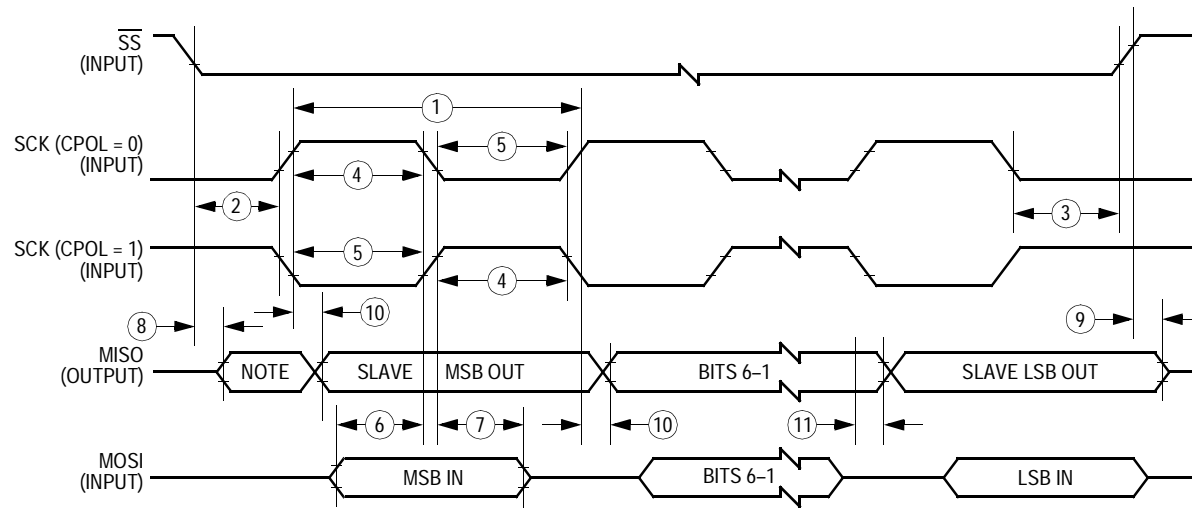 SS
(INPUT)
1
SCK (CPOL = 0)
(INPUT)
5
4
2
3
SCK (CPOL = 1)
(INPUT)
5
4
8
10
9
MISO
(OUTPUT)
NOTE
SLAVE
MSB OUT
BITS 6–1
SLAVE LSB OUT
6
7
10
11
MOSI
(INPUT)
MSB IN
BITS 6–1
LSB IN